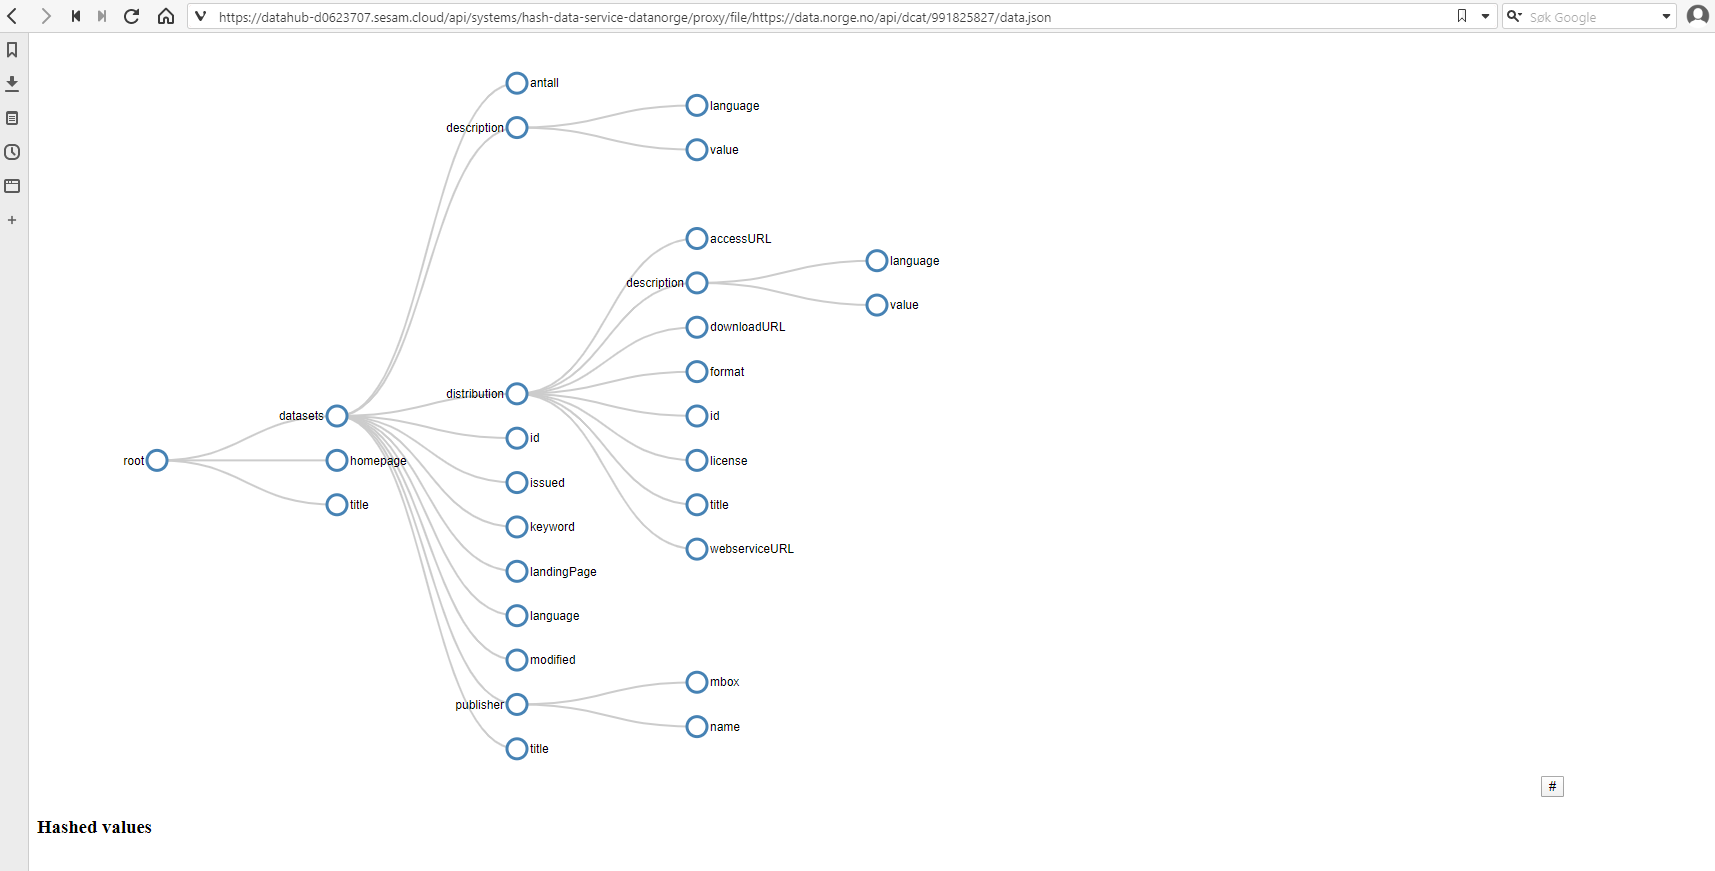 https://datahub-d0623707.sesam.cloud/api/systems/hash-data-service-datanorge/proxy/file/https://data.norge.no/api/dcat/991825827/data.json
Søk Google
antall
language
description
value
accessURL
language
description
value
downloadURL
format
distribution
datasets
id
id
root
homepage
license
issued
title
title
keyword
webserviceURL
landingPage
language
modified
mbox
publisher
name
title
#
Hashed values